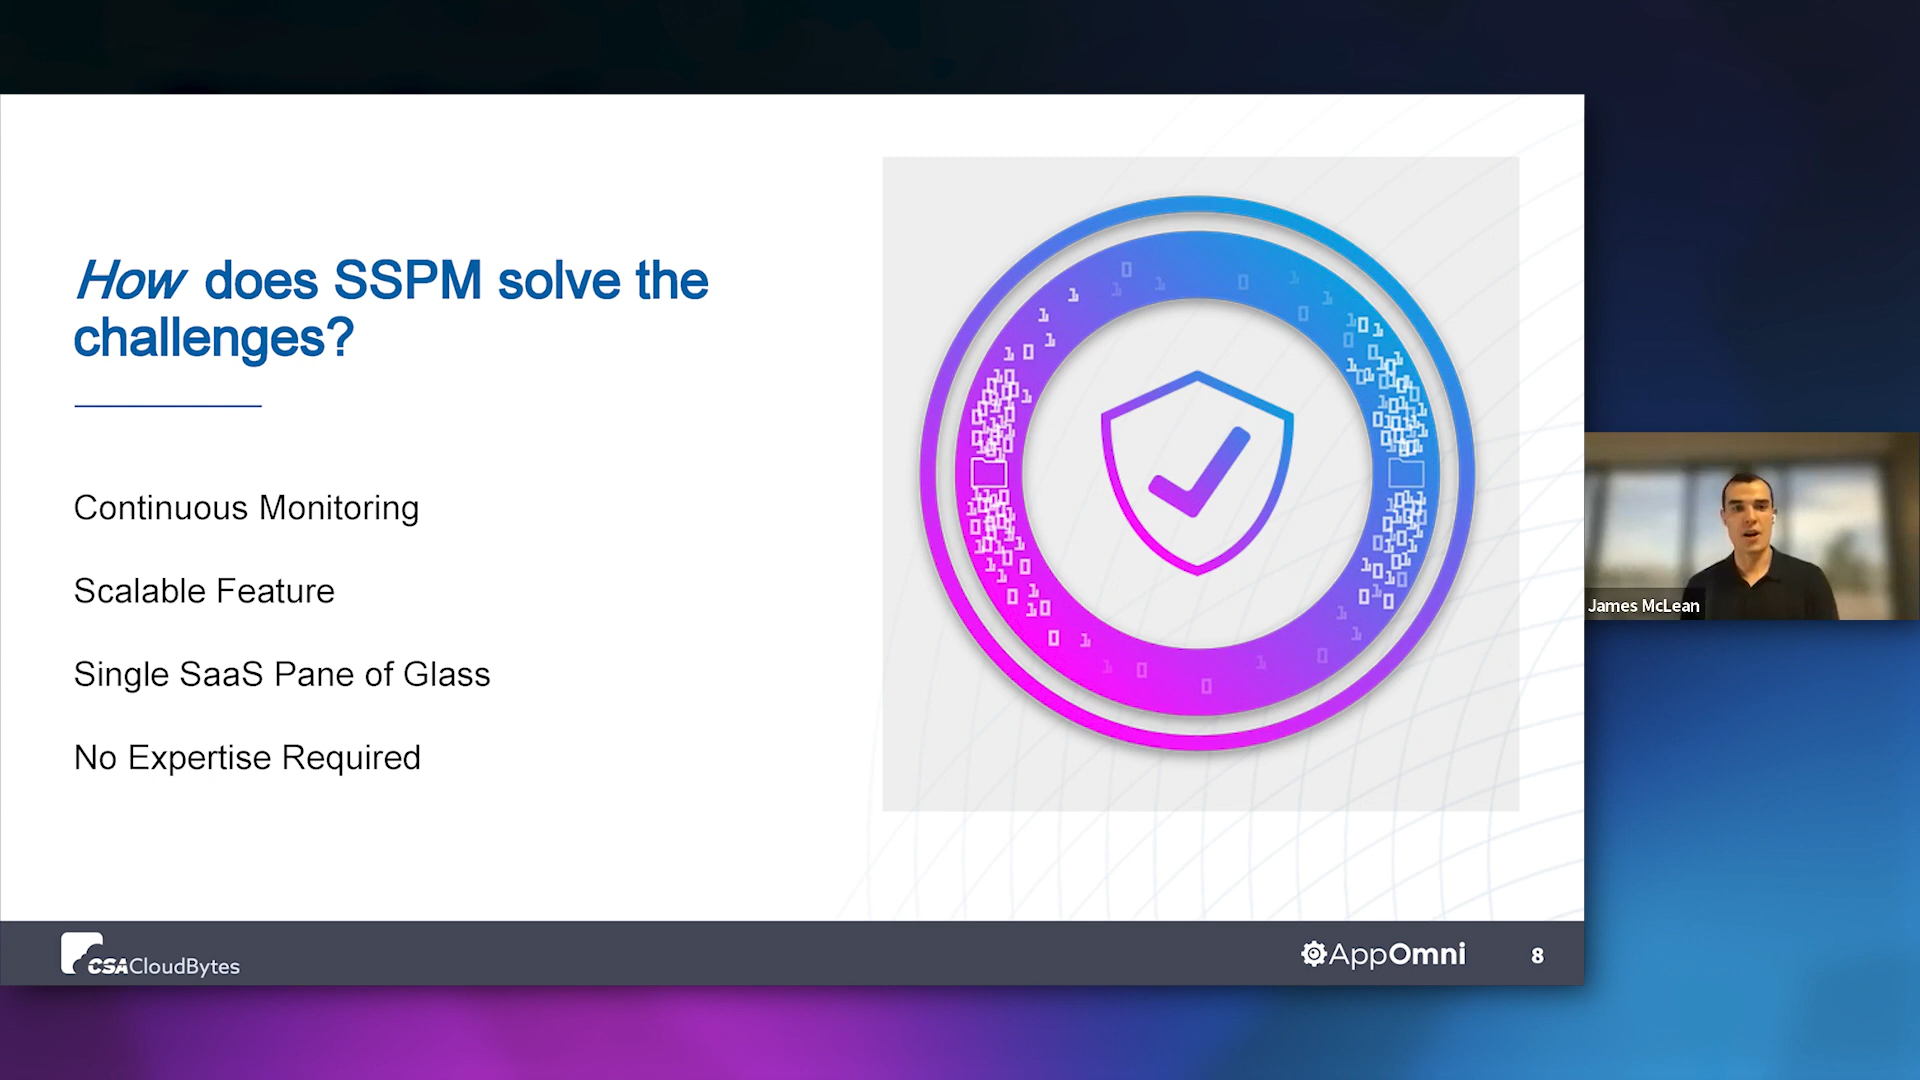 How does SSPM solve the
challenges?
Continuous Monitoring
Scalable Feature
Single SaaS Pane of Glass
No Expertise Required
James McLean
CSACloudBytes
AppOmni
8